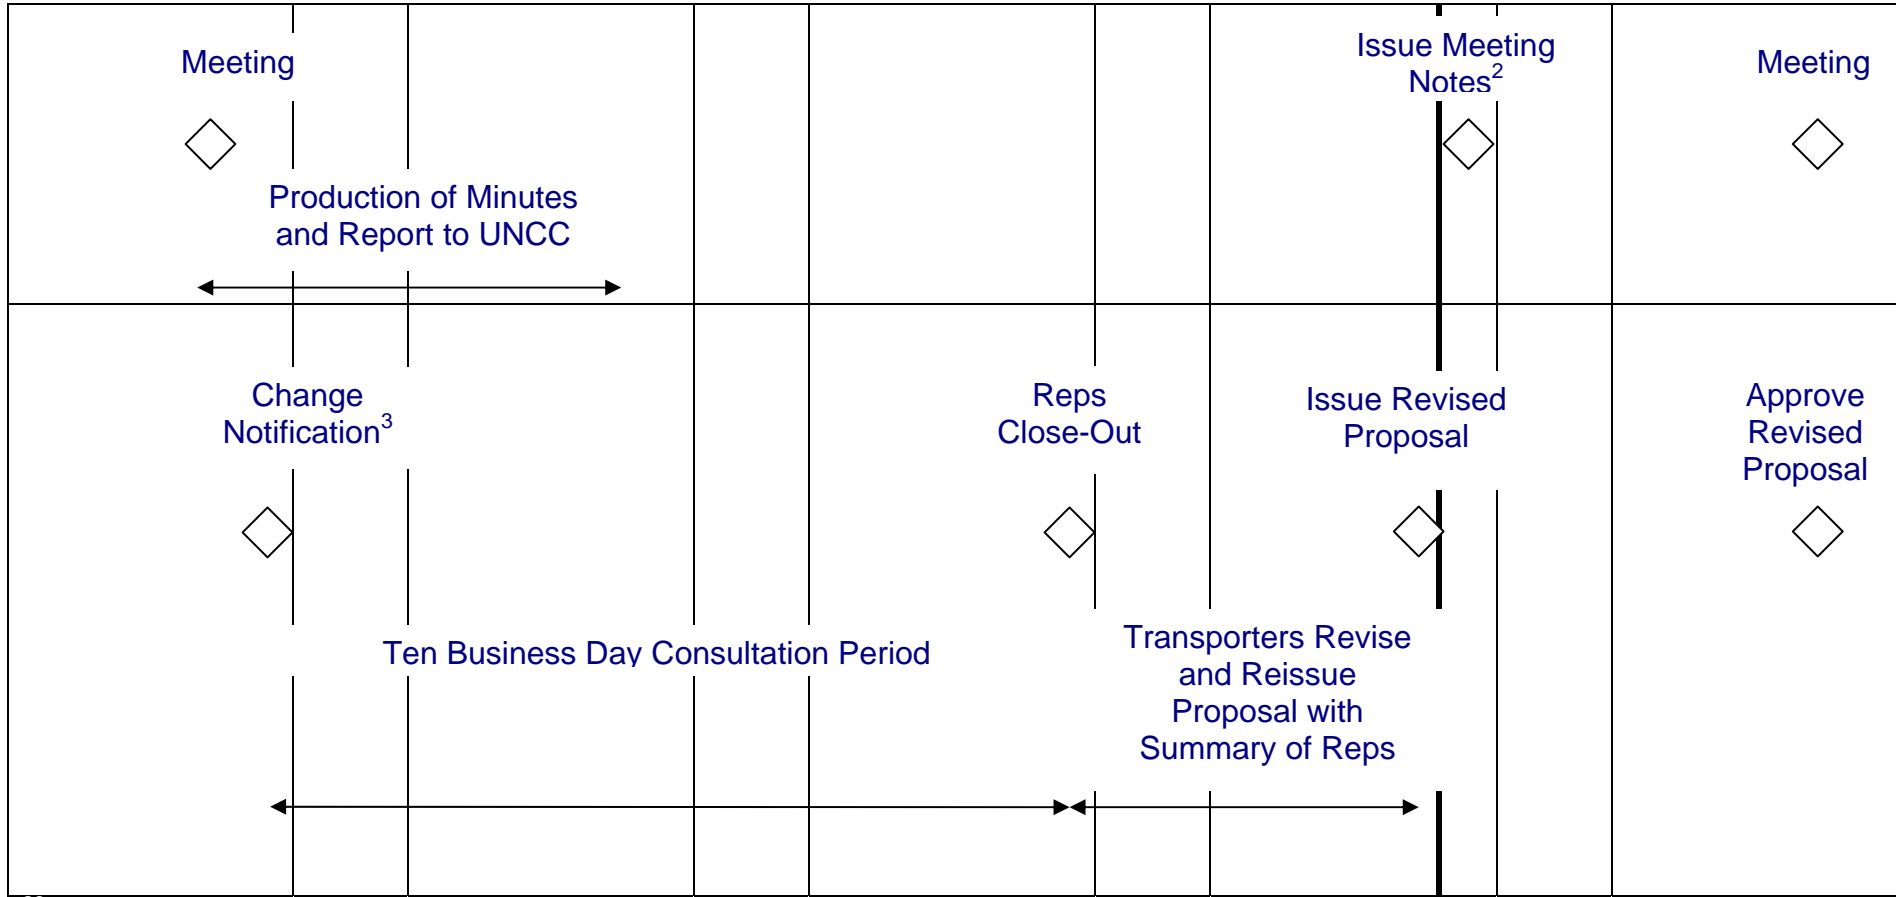 Meeting
Issue Meeting
Notes²
Meeting
Production of Minutes
and Report to UNCC
Change
Notification³
Reps
Close-Out
Issue Revised
Proposal
Approve
Revised
Proposal
Ten Business Day Consultation Period
Transporters Revise
and Reissue
Proposal with
Summary of Reps